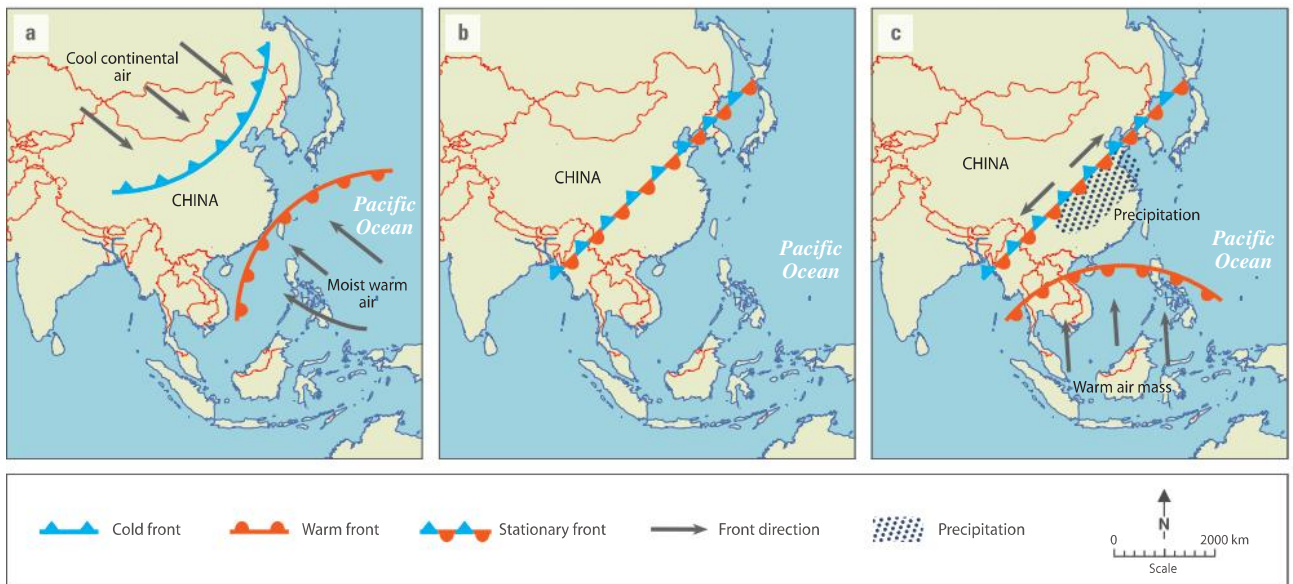 a
Cool continental
air
CHINA
Pacific
Ocean
Moist warm
air
b
CHINA
Pacific
Ocean
c
CHINA
Precipitation
Pacific
Ocean
Warm air mass
Cold front
Warm front
Stationary front
Front direction
Precipitation
N
0 2000 km
Scale